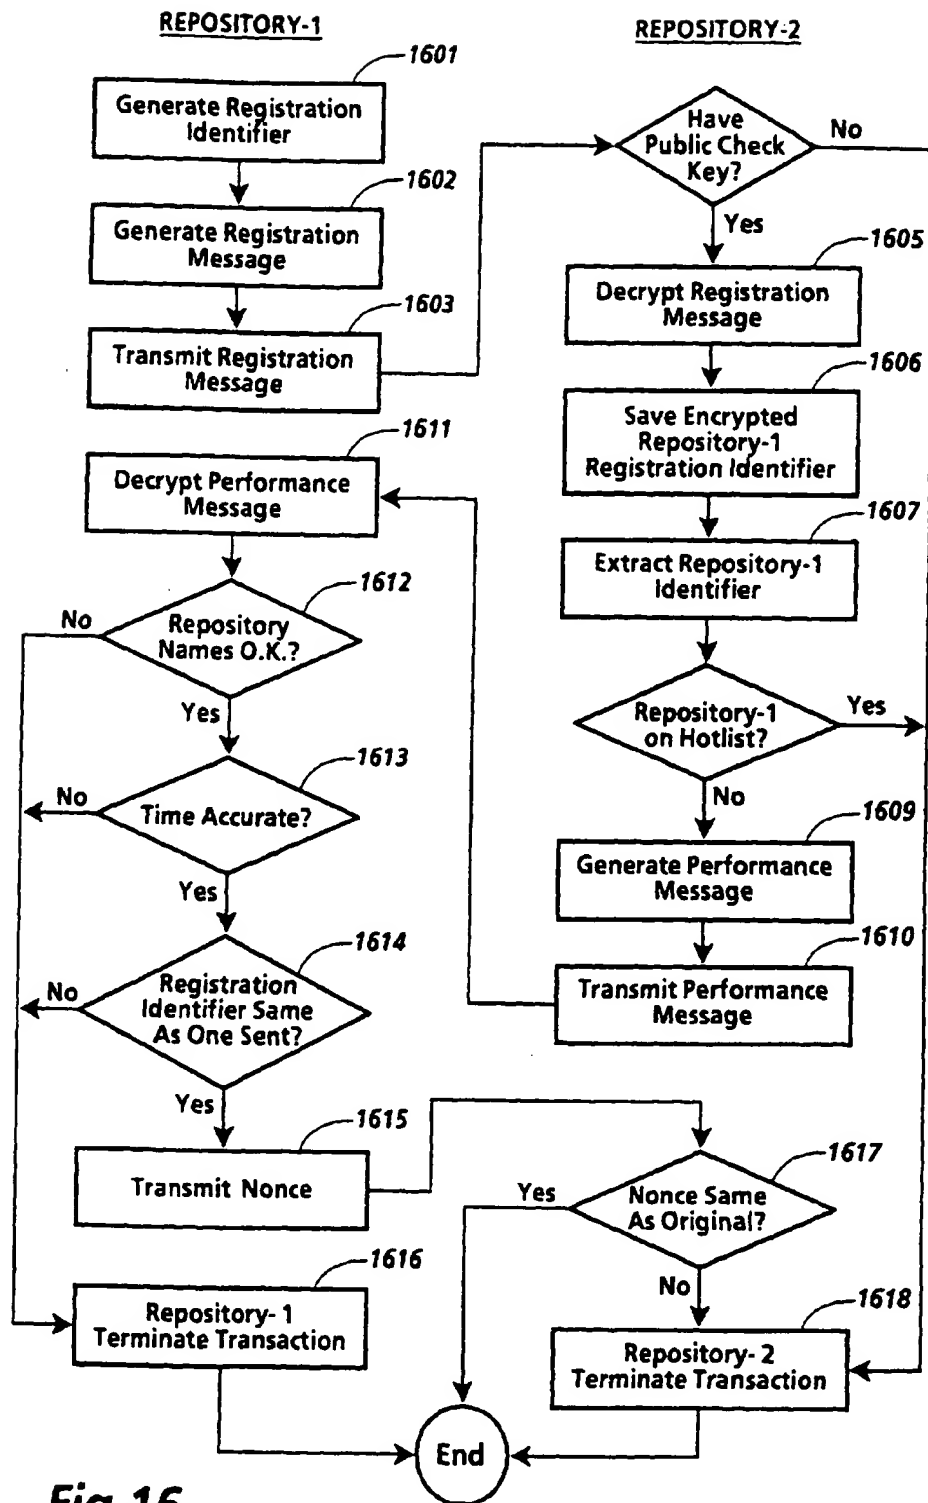 REPOSITORY-1
1601
Generate Registration
Identifier
1602
Generate Registration
Message
1603
Transmit Registration
Message
1611
Decrypt Performance
Message
1612
No
Repository
Names O.K.?
Yes
1613
No
Time Accurate?
Yes
1614
No
Registration
Identifier Same
As One Sent?
Yes
1615
Transmit Nonce
1616
Repository- 1
Terminate Transaction
REPOSITORY-2
Have
Public Check
Key?
No
Yes
1605
Decrypt Registration
Message
1606
Save Encrypted
Repository-1
Registration Identifier
1607
Extract Repository-1
Identifier
Repository-1
on Hotlist?
Yes
No
1609
Generate Performance
Message
1610
Transmit Performance
Message
1617
Yes
Nonce Same
As Original?
No
1618
Repository- 2
Terminate Transaction
End
Fig.16